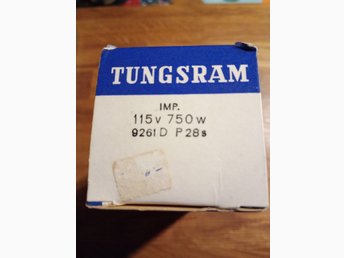 TUNGSRAM
IMP.
115v 750w
9261D P28s